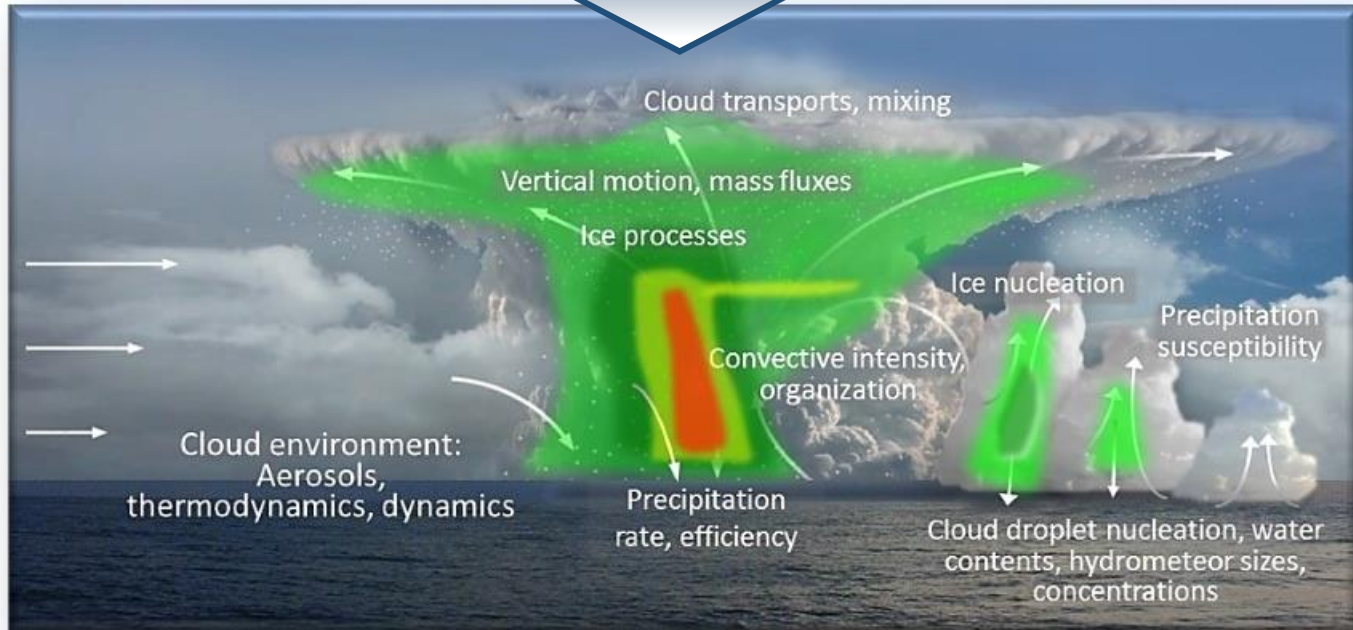 Cloud transports, mixing
Vertical motion, mass fluxes
Ice processes
Ice nucleation
Precipitation
susceptibility
Convective intensity,
organization
Cloud environment:
Aerosols,
thermodynamics, dynamics
Precipitation
rate, efficiency
Cloud droplet nucleation, water
contents, hydrometeor sizes,
concentrations